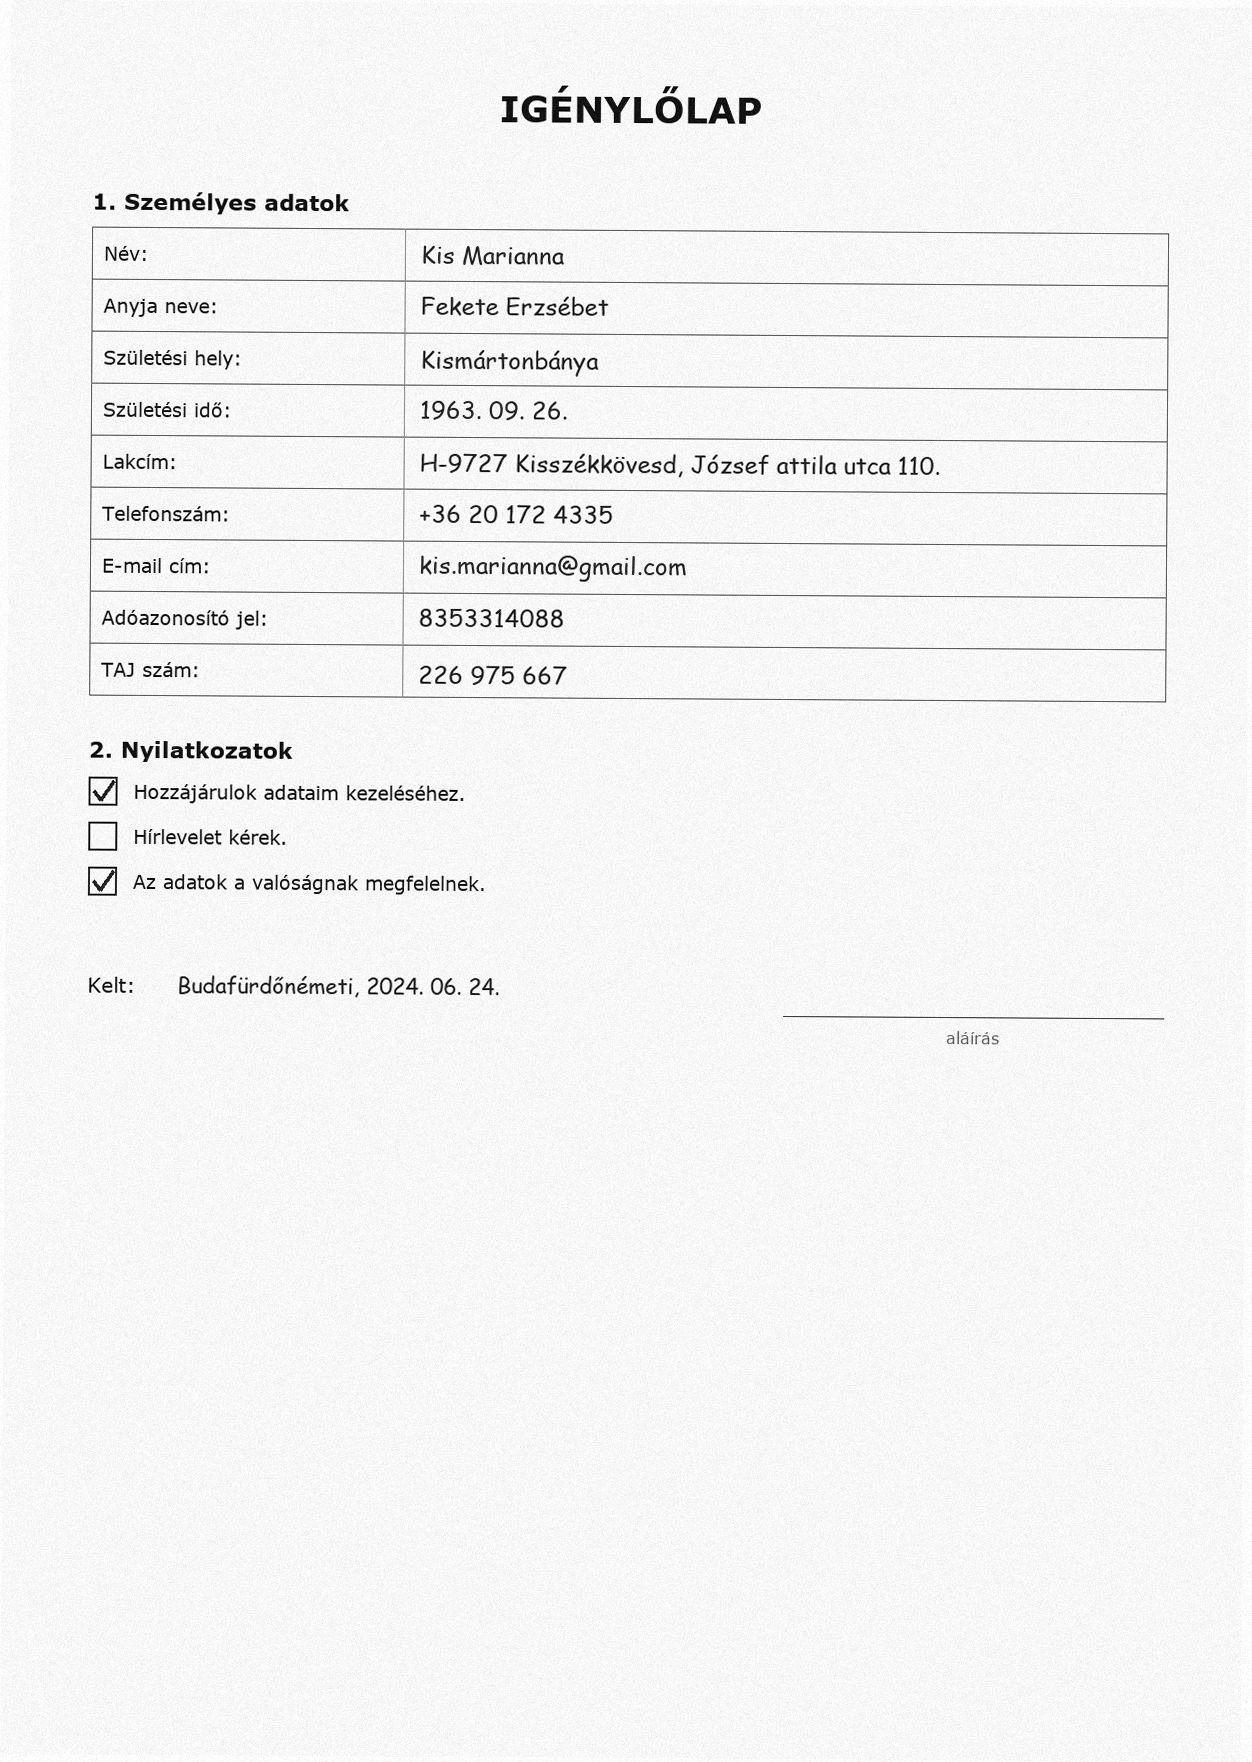 IGÉNYLŐLAP
1. Személyes adatok
Név: Kis Marianna
Anyja neve: Fekete Erzsébet
Születési hely: Kismártonbánya
Születési idő: 1963. 09. 26.
Lakcím: H-9727 Kisszékkövesd, József attila utca 110.
Telefonszám: +36 20 172 4335
E-mail cím: kis.marianna@gmail.com
Adóazonosító jel: 8353314088
TAJ szám: 226 975 667
2. Nyilatkozatok
Hozzájárulok adataim kezeléséhez.
Hírlevelet kérek.
Az adatok a valóságnak megfelelnek.
Kelt: Budafürdőnémeti, 2024. 06. 24.
aláírás